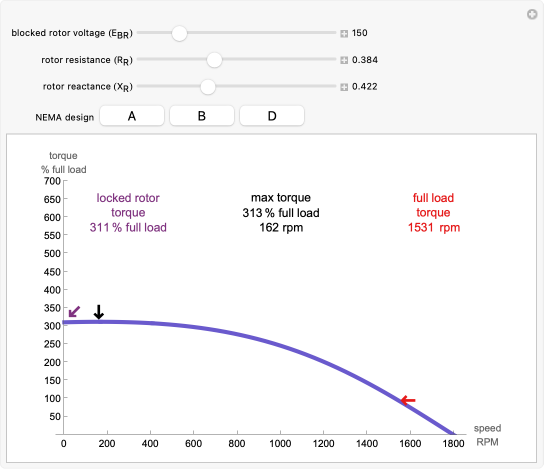 blocked rotor voltage (EBR) 150
rotor resistance (RR) 0.384
rotor reactance (XR) 0.422
NEMA design A B D
torque
% full load
locked rotor
torque
311 % full load
max torque
313 % full load
162 rpm
full load
torque
1531 rpm
700
650
600
550
500
450
400
350
300
250
200
150
100
50
0 200 400 600 800 1000 1200 1400 1600 1800
speed
RPM